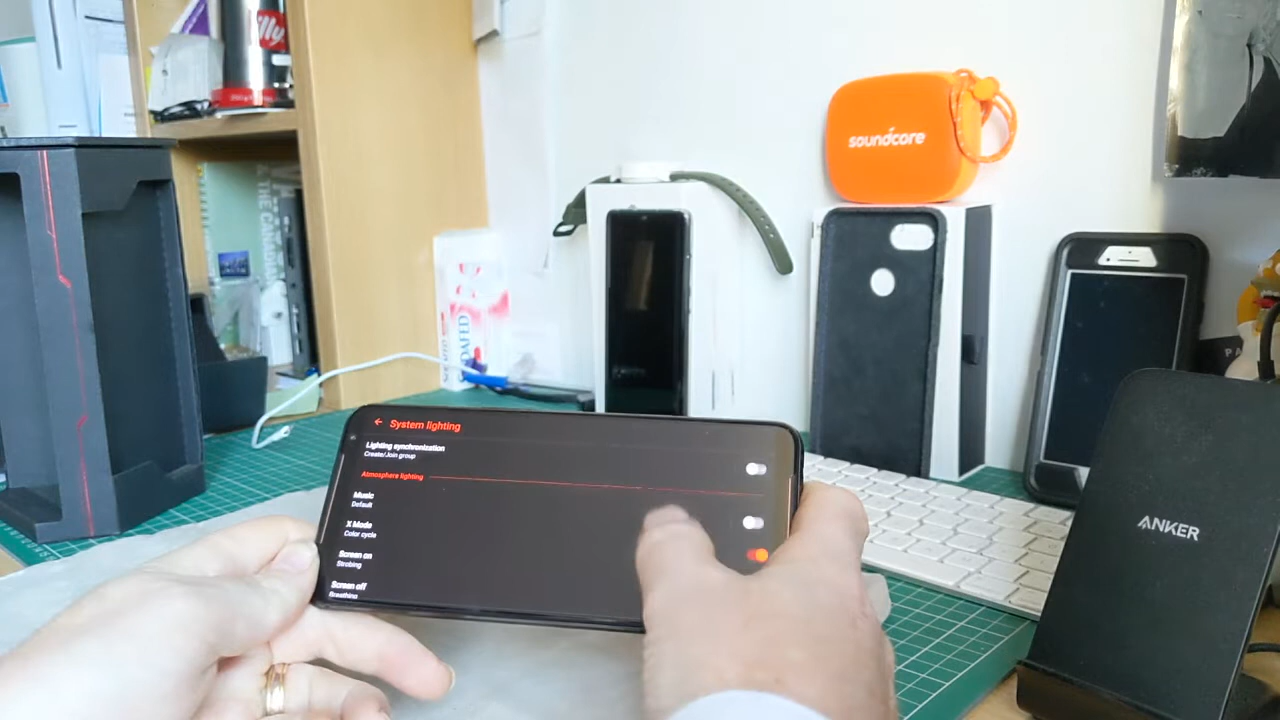 illy
soundcore
System lighting
Lighting synchronization
Create/Join group
Atmosphere lighting
Music
Default
X Mode
Color cycle
Screen on
Strobing
Screen off
Breathing
ANKER